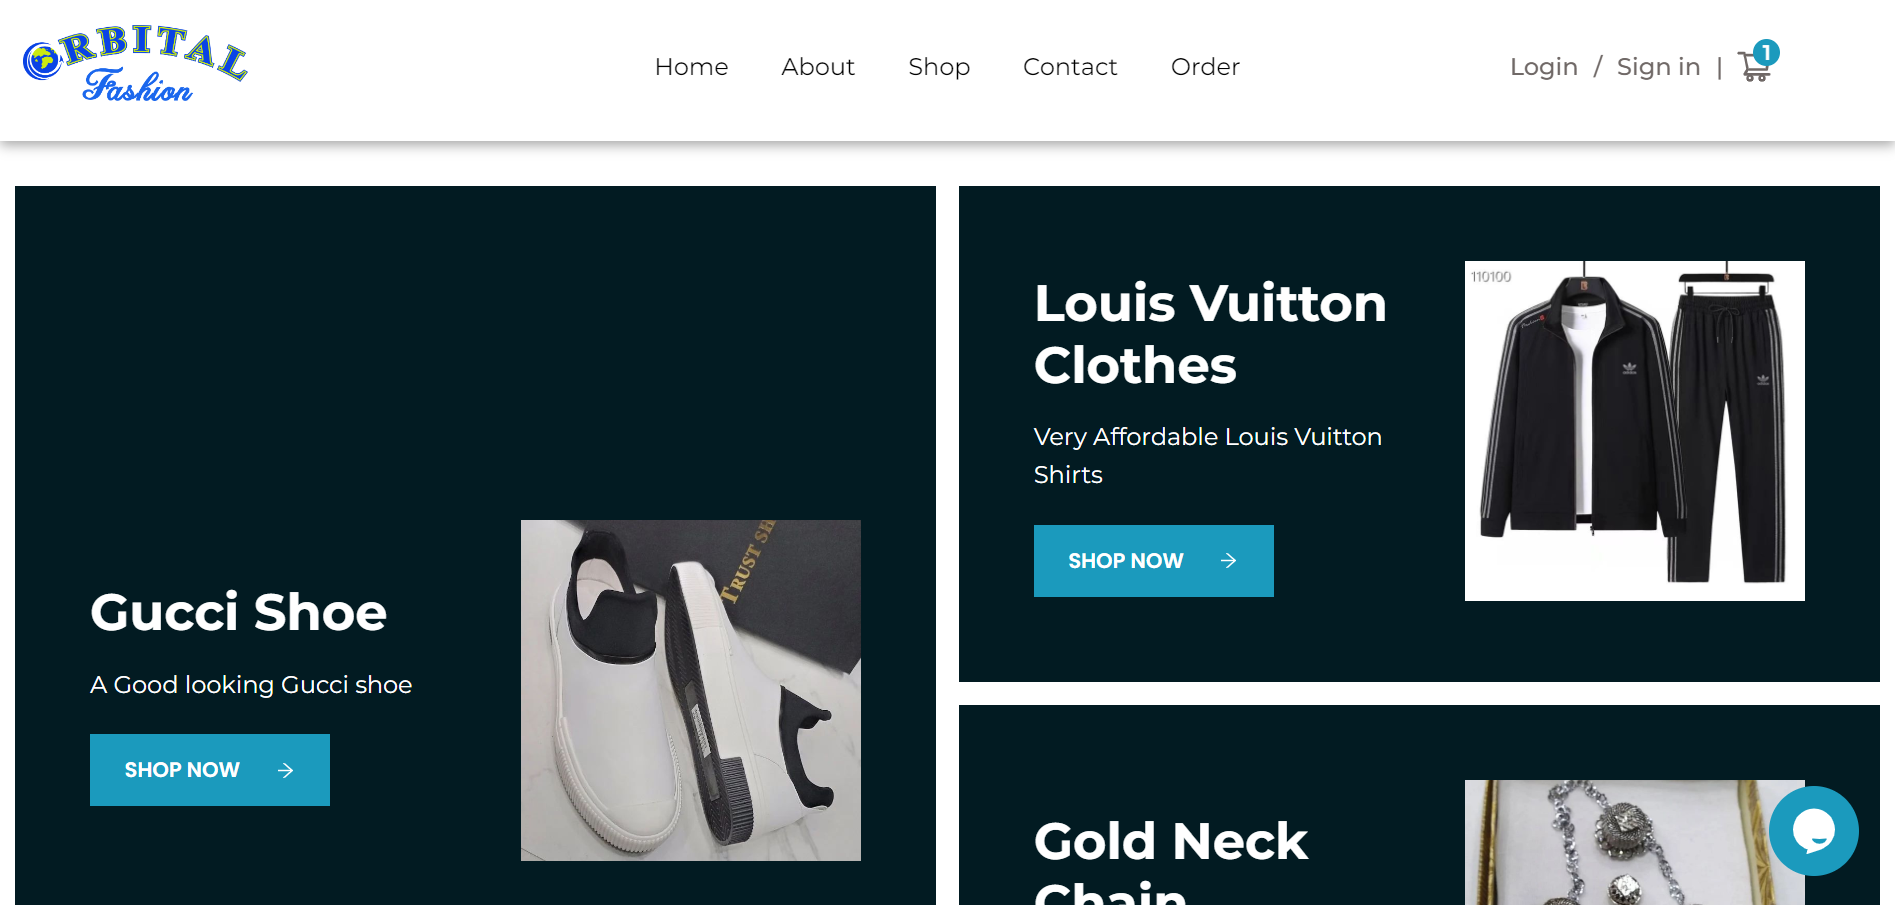 ORBITAL
Fashion
Home
About
Shop
Contact
Order
Login / Sign in |
1
Gucci Shoe
A Good looking Gucci shoe
SHOP NOW
TRUST SH
Louis Vuitton
Clothes
Very Affordable Louis Vuitton
Shirts
SHOP NOW
110100
Gold Neck
Chain